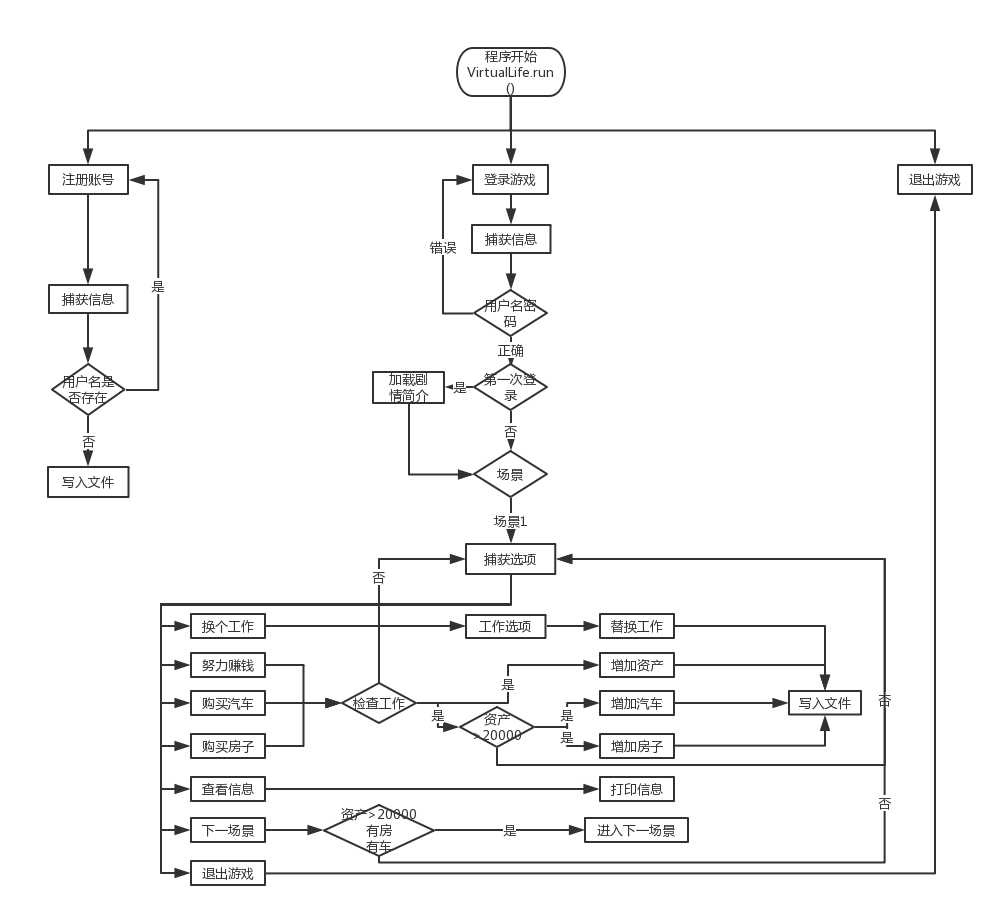 程序开始
VirtualLife.run
()
注册账号
登录游戏
退出游戏
捕获信息
错误
是
捕获信息
用户名密
码
正确
用户名是
否存在
加载剧
情简介
是
第一次登
录
否
否
写入文件
场景
场景1
捕获选项
否
换个工作
工作选项
替换工作
努力赚钱
增加资产
是
购买汽车
检查工作
是
资产
>20000
是
是
增加汽车
写入文件
否
购买房子
增加房子
查看信息
打印信息
否
下一场景
资产>20000
有房
有车
是
进入下一场景
退出游戏